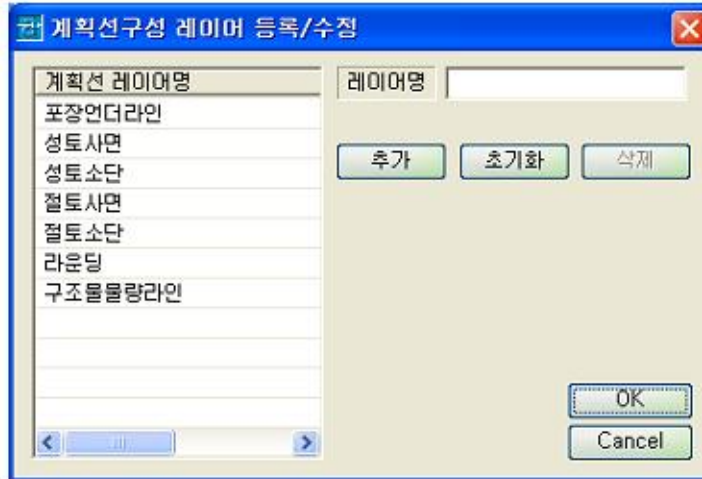 계획선구성 레이어 등록/수정
계획선 레이어명
포장언더라인
성토사면
성토소단
절토사면
절토소단
라운딩
구조물물량라인
레이어명
추가 초기화 삭제
OK
Cancel